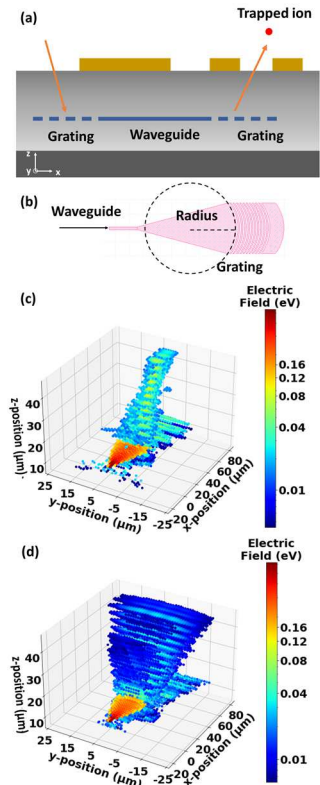 (a)
Trapped ion
Grating
Waveguide
Grating
z
y
x
(b)
Waveguide
Radius
Grating
(c)
Electric
Field (eV)
0.16
0.12
0.08
0.04
0.01
z-position (μm)
40
30
20
10
25
15
5
-5
-15
-25
y-position (μm)
-20
0
20
40
60
80
x-position (μm)
(d)
Electric
Field (eV)
0.16
0.12
0.08
0.04
0.01
z-position (μm)
40
30
20
10
25
15
5
-5
-15
-25
y-position (μm)
-20
0
20
40
60
80
x-position (μm)